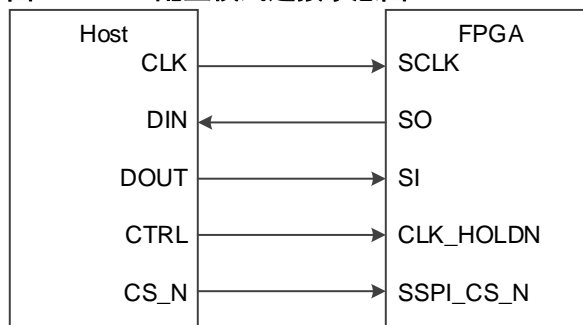 Host FPGA
CLK SCLK
DIN SO
DOUT SI
CTRL CLK_HOLDN
CS_N SSPI_CS_N